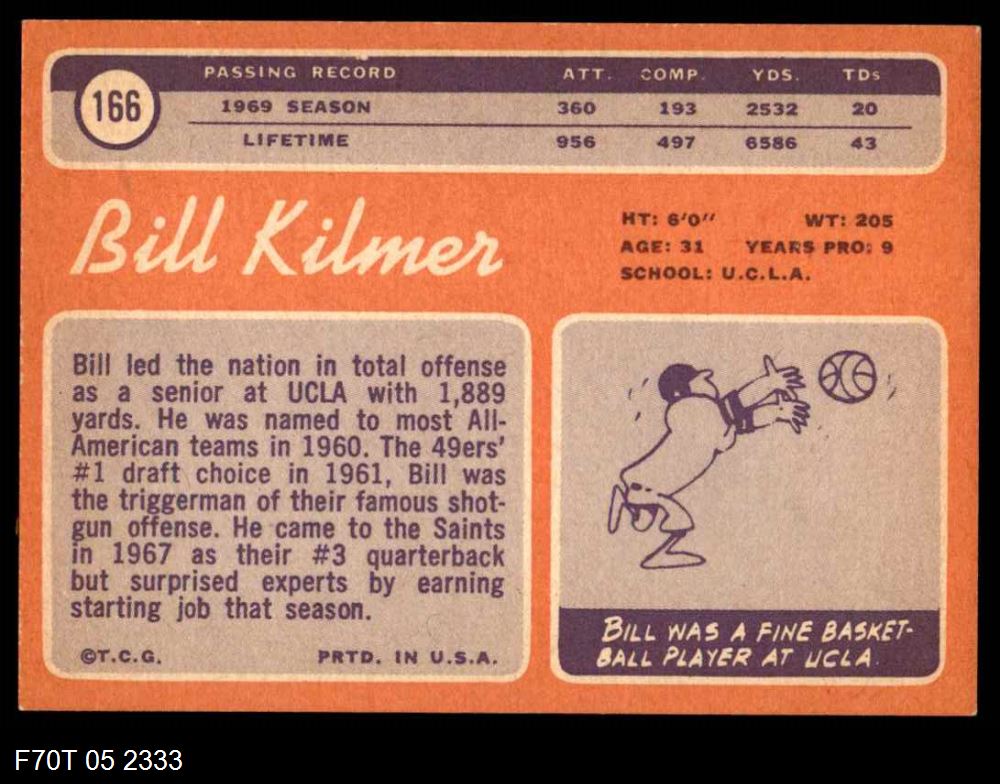 166
PASSING RECORD ATT. COMP. YDS. TDs
1969 SEASON 360 193 2532 20
LIFETIME 956 497 6586 43
Bill Kilmer
HT: 6'0" WT: 205
AGE: 31 YEARS PRO: 9
SCHOOL: U.C.L.A.
Bill led the nation in total offense
as a senior at UCLA with 1,889
yards. He was named to most All-
American teams in 1960. The 49ers'
#1 draft choice in 1961, Bill was
the triggerman of their famous shot-
gun offense. He came to the Saints
in 1967 as their #3 quarterback
but surprised experts by earning
starting job that season.
©T.C.G. PRTD. IN U.S.A.
BILL WAS A FINE BASKET-
BALL PLAYER AT UCLA.
F70T 05 2333